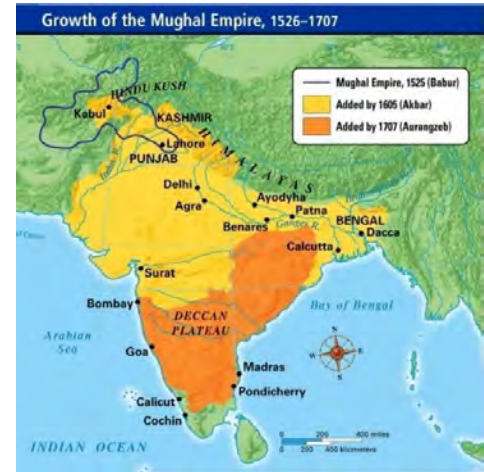 Growth of the Mughal Empire, 1526–1707
Mughal Empire, 1525 (Babur)
Added by 1605 (Akbar)
Added by 1707 (Aurangzeb)
HINDU KUSH
Kabul
KASHMIR
Lahore
PUNJAB
HIMALAYAS
Indus R.
Delhi
Agra
Ayodyha
Patna
Benares
Ganges R.
BENGAL
Dacca
Calcutta
Surat
Bombay
DECCAN
PLATEAU
Bay of Bengal
Arabian
Sea
Goa
N
W
E
S
Madras
Pondicherry
Calicut
Cochin
INDIAN OCEAN
0 200 400 miles
0 200 400 kilometers